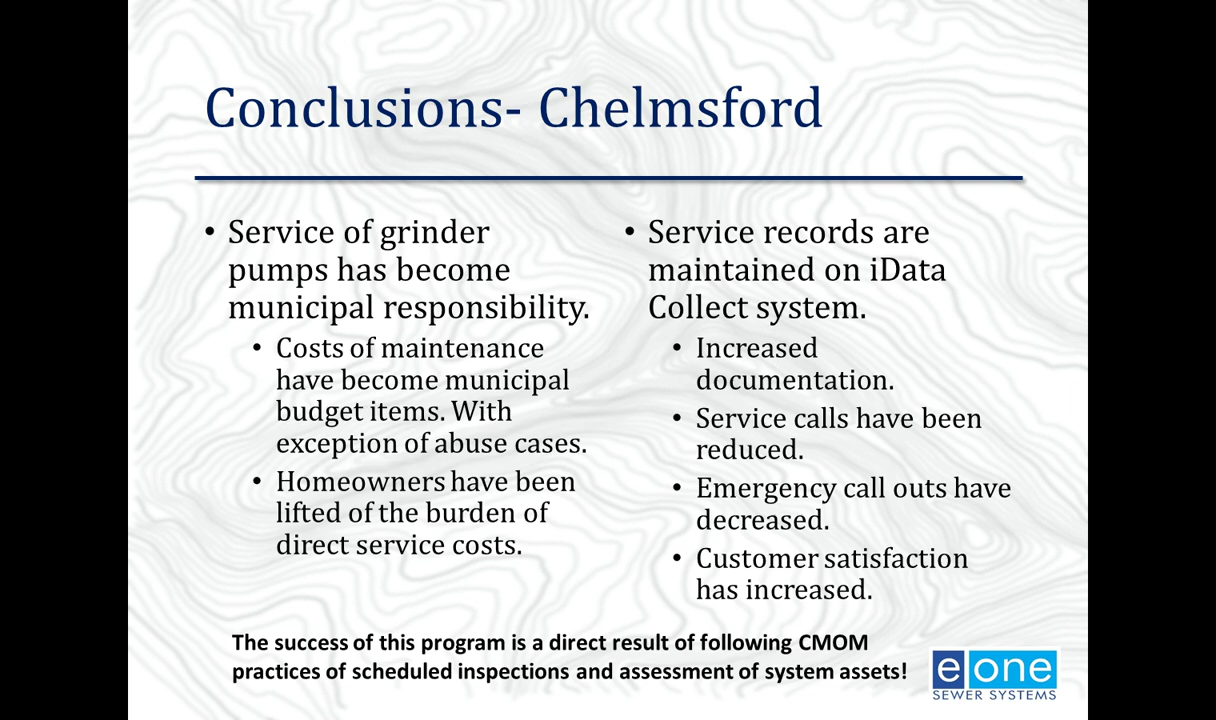 Conclusions- Chelmsford
• Service of grinder
pumps has become
municipal responsibility.
• Costs of maintenance
have become municipal
budget items. With
exception of abuse cases.
• Homeowners have been
lifted of the burden of
direct service costs.
• Service records are
maintained on iData
Collect system.
• Increased
documentation.
• Service calls have been
reduced.
• Emergency call outs have
decreased.
• Customer satisfaction
has increased.
The success of this program is a direct result of following CMOM
practices of scheduled inspections and assessment of system assets!
e one
SEWER SYSTEMS